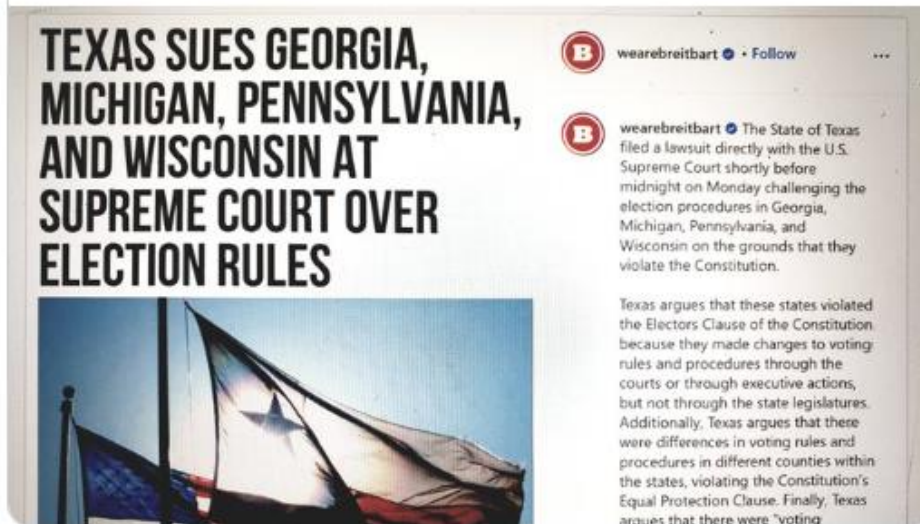 TEXAS SUES GEORGIA,
MICHIGAN, PENNSYLVANIA,
AND WISCONSIN AT
SUPREME COURT OVER
ELECTION RULES
B
wearebreitbart • Follow
...
B
wearebreitbart The State of Texas
filed a lawsuit directly with the U.S.
Supreme Court shortly before
midnight on Monday challenging the
election procedures in Georgia,
Michigan, Pennsylvania, and
Wisconsin on the grounds that they
violate the Constitution.
Texas argues that these states violated
the Electors Clause of the Constitution
because they made changes to voting
rules and procedures through the
courts or through executive actions,
but not through the state legislatures.
Additionally, Texas argues that there
were differences in voting rules and
procedures in different counties within
the states, violating the Constitution's
Equal Protection Clause. Finally, Texas
argues that there were "voting